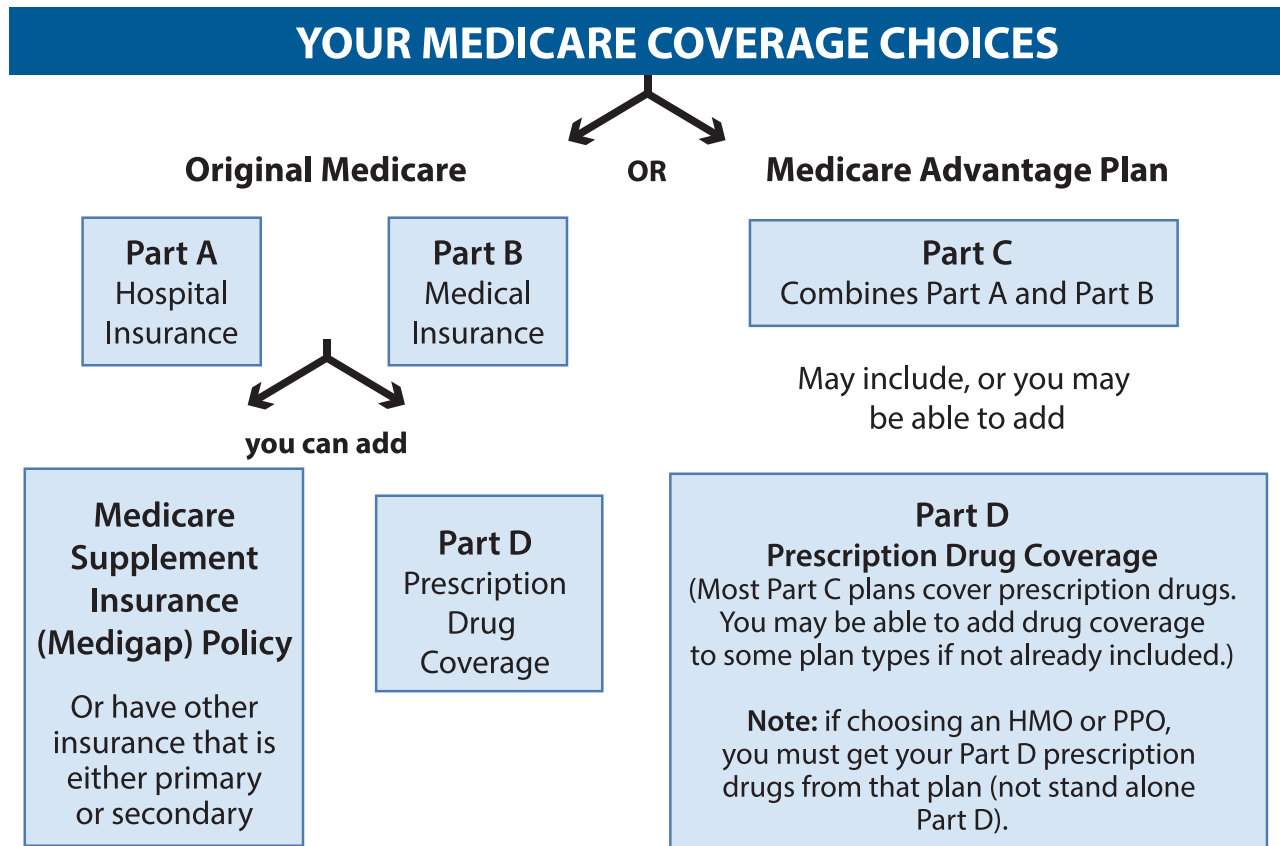 YOUR MEDICARE COVERAGE CHOICES
Original Medicare
OR
Medicare Advantage Plan
Part A
Hospital
Insurance
Part B
Medical
Insurance
you can add
Medicare
Supplement
Insurance
(Medigap) Policy
Or have other
insurance that is
either primary
or secondary
Part D
Prescription
Drug
Coverage
Part C
Combines Part A and Part B
May include, or you may
be able to add
Part D
Prescription Drug Coverage
(Most Part C plans cover prescription drugs.
You may be able to add drug coverage
to some plan types if not already included.)
Note: if choosing an HMO or PPO,
you must get your Part D prescription
drugs from that plan (not stand alone
Part D).